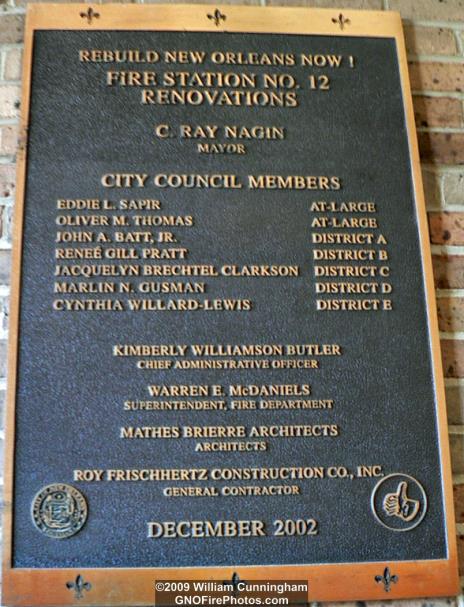 REBUILD NEW ORLEANS NOW !
FIRE STATION NO. 12
RENOVATIONS
C. RAY NAGIN
MAYOR
CITY COUNCIL MEMBERS
EDDIE L. SAPIR AT-LARGE
OLIVER M. THOMAS AT-LARGE
JOHN A. BATT, JR. DISTRICT A
RENEÉ GILL PRATT DISTRICT B
JACQUELYN BRECHTEL CLARKSON DISTRICT C
MARLIN N. GUSMAN DISTRICT D
CYNTHIA WILLARD-LEWIS DISTRICT E
KIMBERLY WILLIAMSON BUTLER
CHIEF ADMINISTRATIVE OFFICER
WARREN E. McDANIELS
SUPERINTENDENT, FIRE DEPARTMENT
MATHES BRIERRE ARCHITECTS
ARCHITECTS
ROY FRISCHHERTZ CONSTRUCTION CO., INC.
GENERAL CONTRACTOR
DECEMBER 2002
©2009 William Cunningham
GNOFirePhotos.com